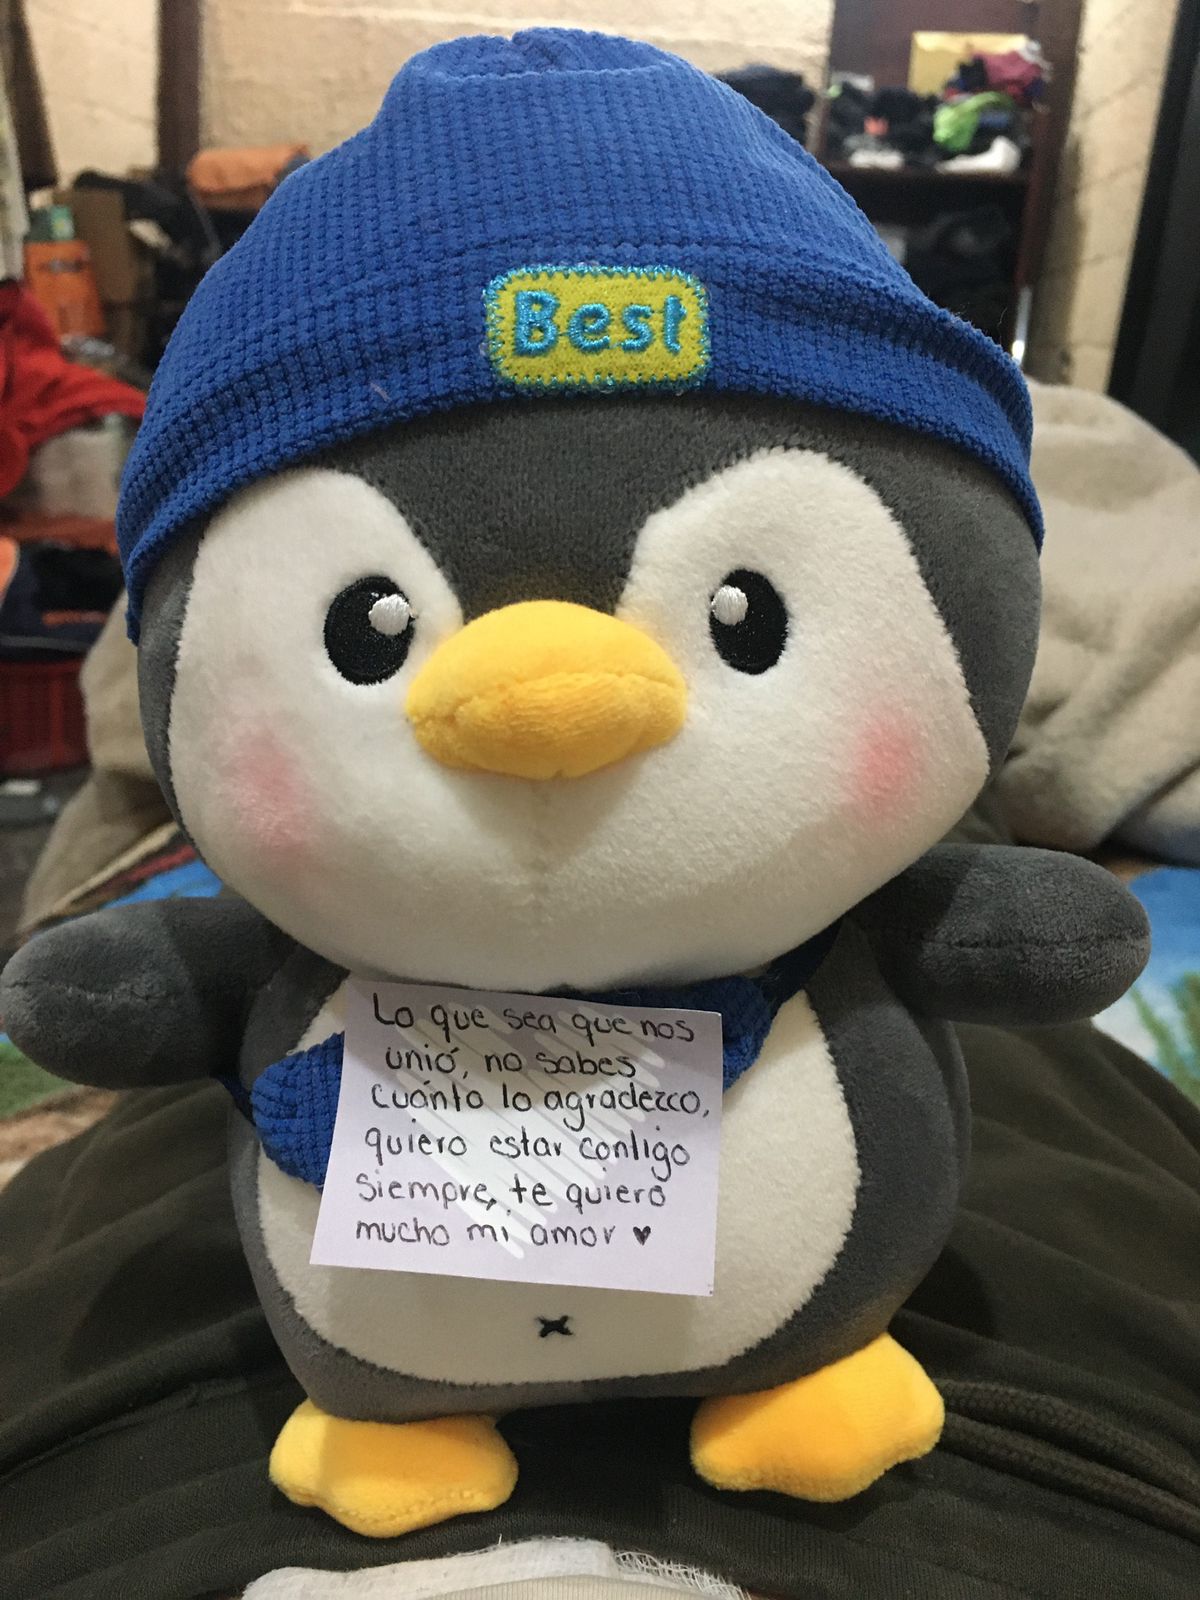 Best
Lo que sea que nos
unió, no sabes
cuánto lo agradezco,
quiero estar contigo
siempre, te quiero
mucho mi amor ♥